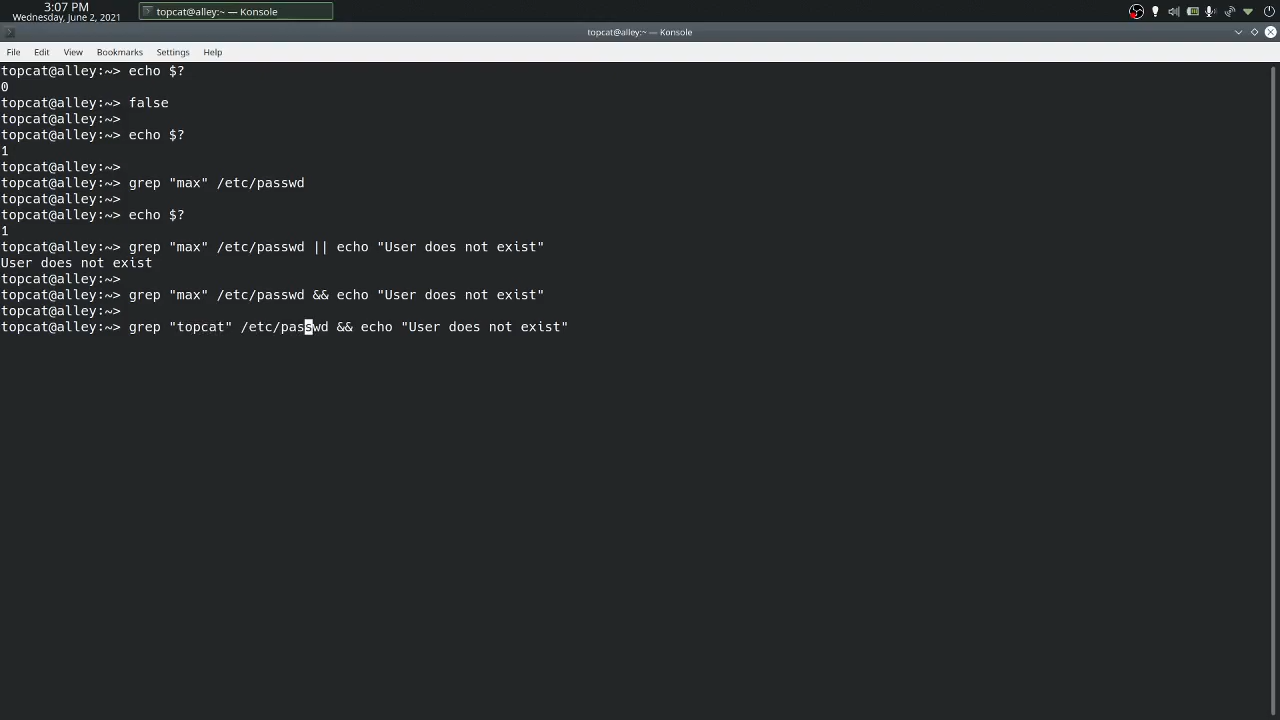 3:07 PM
Wednesday, June 2, 2021
topcat@alley:~ — Konsole
topcat@alley:~ — Konsole
File Edit View Bookmarks Settings Help
topcat@alley:~> echo $?
0
topcat@alley:~> false
topcat@alley:~>
topcat@alley:~> echo $?
1
topcat@alley:~>
topcat@alley:~> grep "max" /etc/passwd
topcat@alley:~>
topcat@alley:~> echo $?
1
topcat@alley:~> grep "max" /etc/passwd || echo "User does not exist"
User does not exist
topcat@alley:~>
topcat@alley:~> grep "max" /etc/passwd && echo "User does not exist"
topcat@alley:~>
topcat@alley:~> grep "topcat" /etc/passwd && echo "User does not exist"